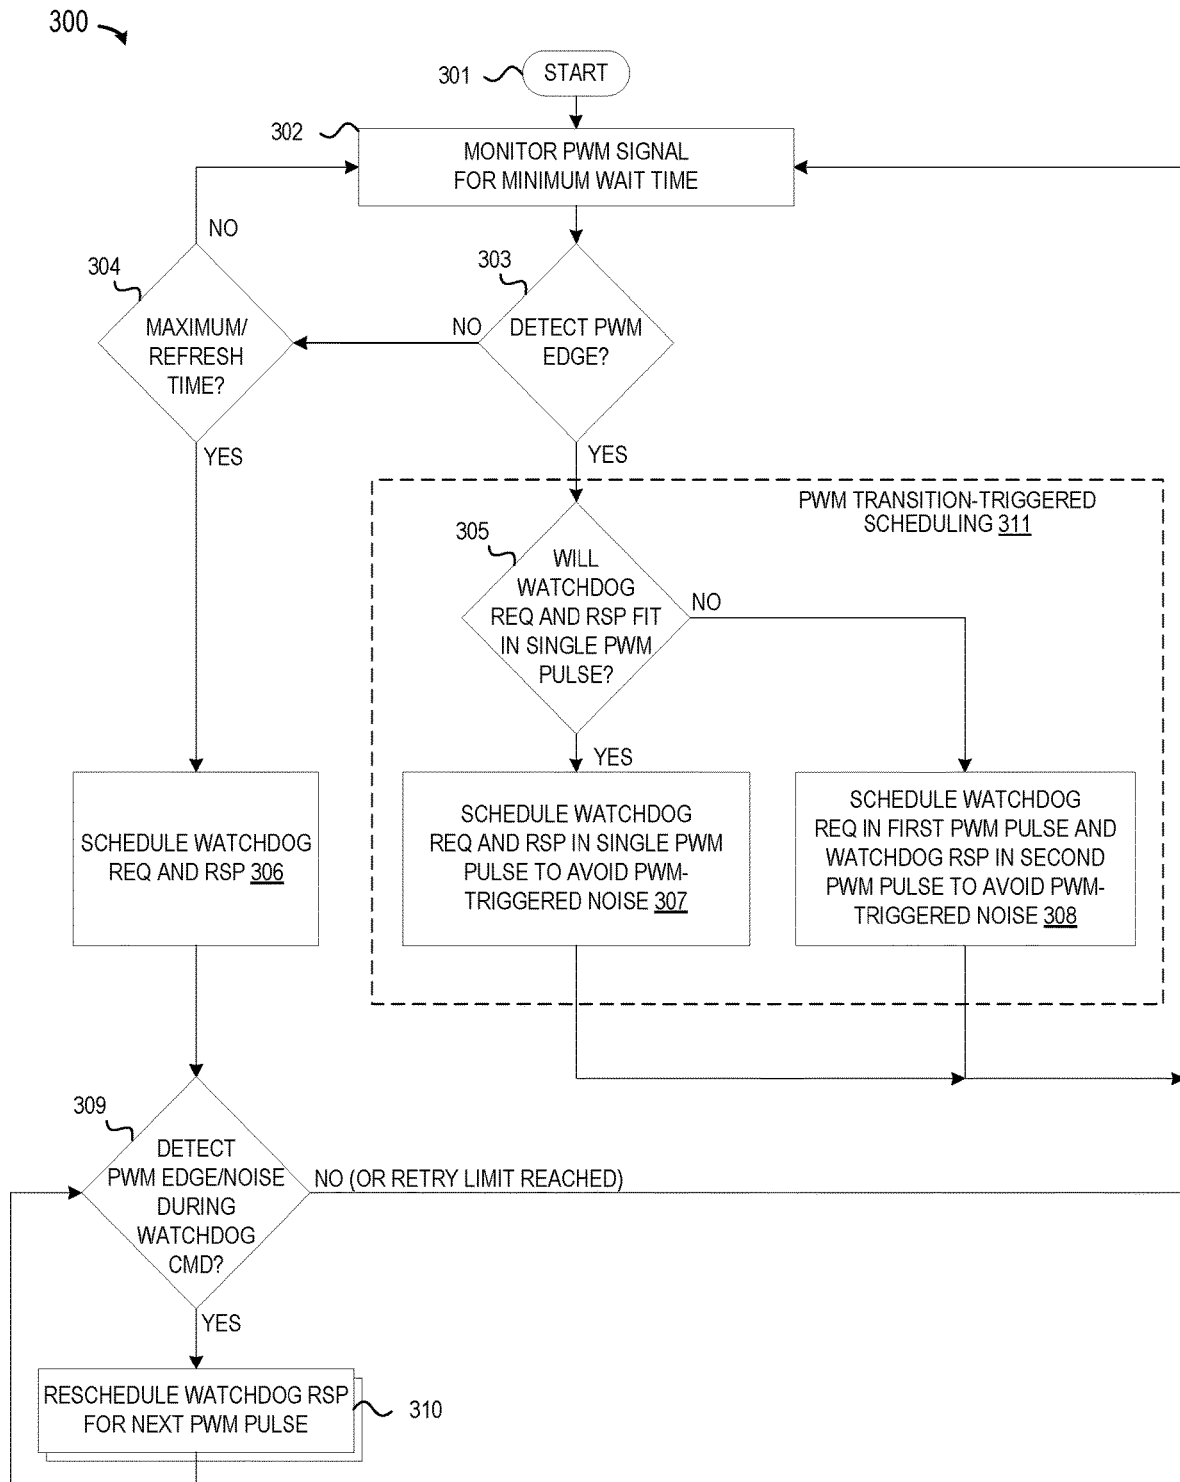 300
301
START
302
MONITOR PWM SIGNAL
FOR MINIMUM WAIT TIME
NO
304
MAXIMUM/
REFRESH
TIME?
YES
303
NO
DETECT PWM
EDGE?
YES
PWM TRANSITION-TRIGGERED
SCHEDULING 311
305
WILL
WATCHDOG
REQ AND RSP FIT
IN SINGLE PWM
PULSE?
NO
YES
SCHEDULE WATCHDOG
REQ AND RSP 306
SCHEDULE WATCHDOG
REQ AND RSP IN SINGLE PWM
PULSE TO AVOID PWM-
TRIGGERED NOISE 307
SCHEDULE WATCHDOG
REQ IN FIRST PWM PULSE AND
WATCHDOG RSP IN SECOND
PWM PULSE TO AVOID PWM-
TRIGGERED NOISE 308
309
DETECT
PWM EDGE/NOISE
DURING
WATCHDOG
CMD?
NO (OR RETRY LIMIT REACHED)
YES
RESCHEDULE WATCHDOG RSP
FOR NEXT PWM PULSE
310